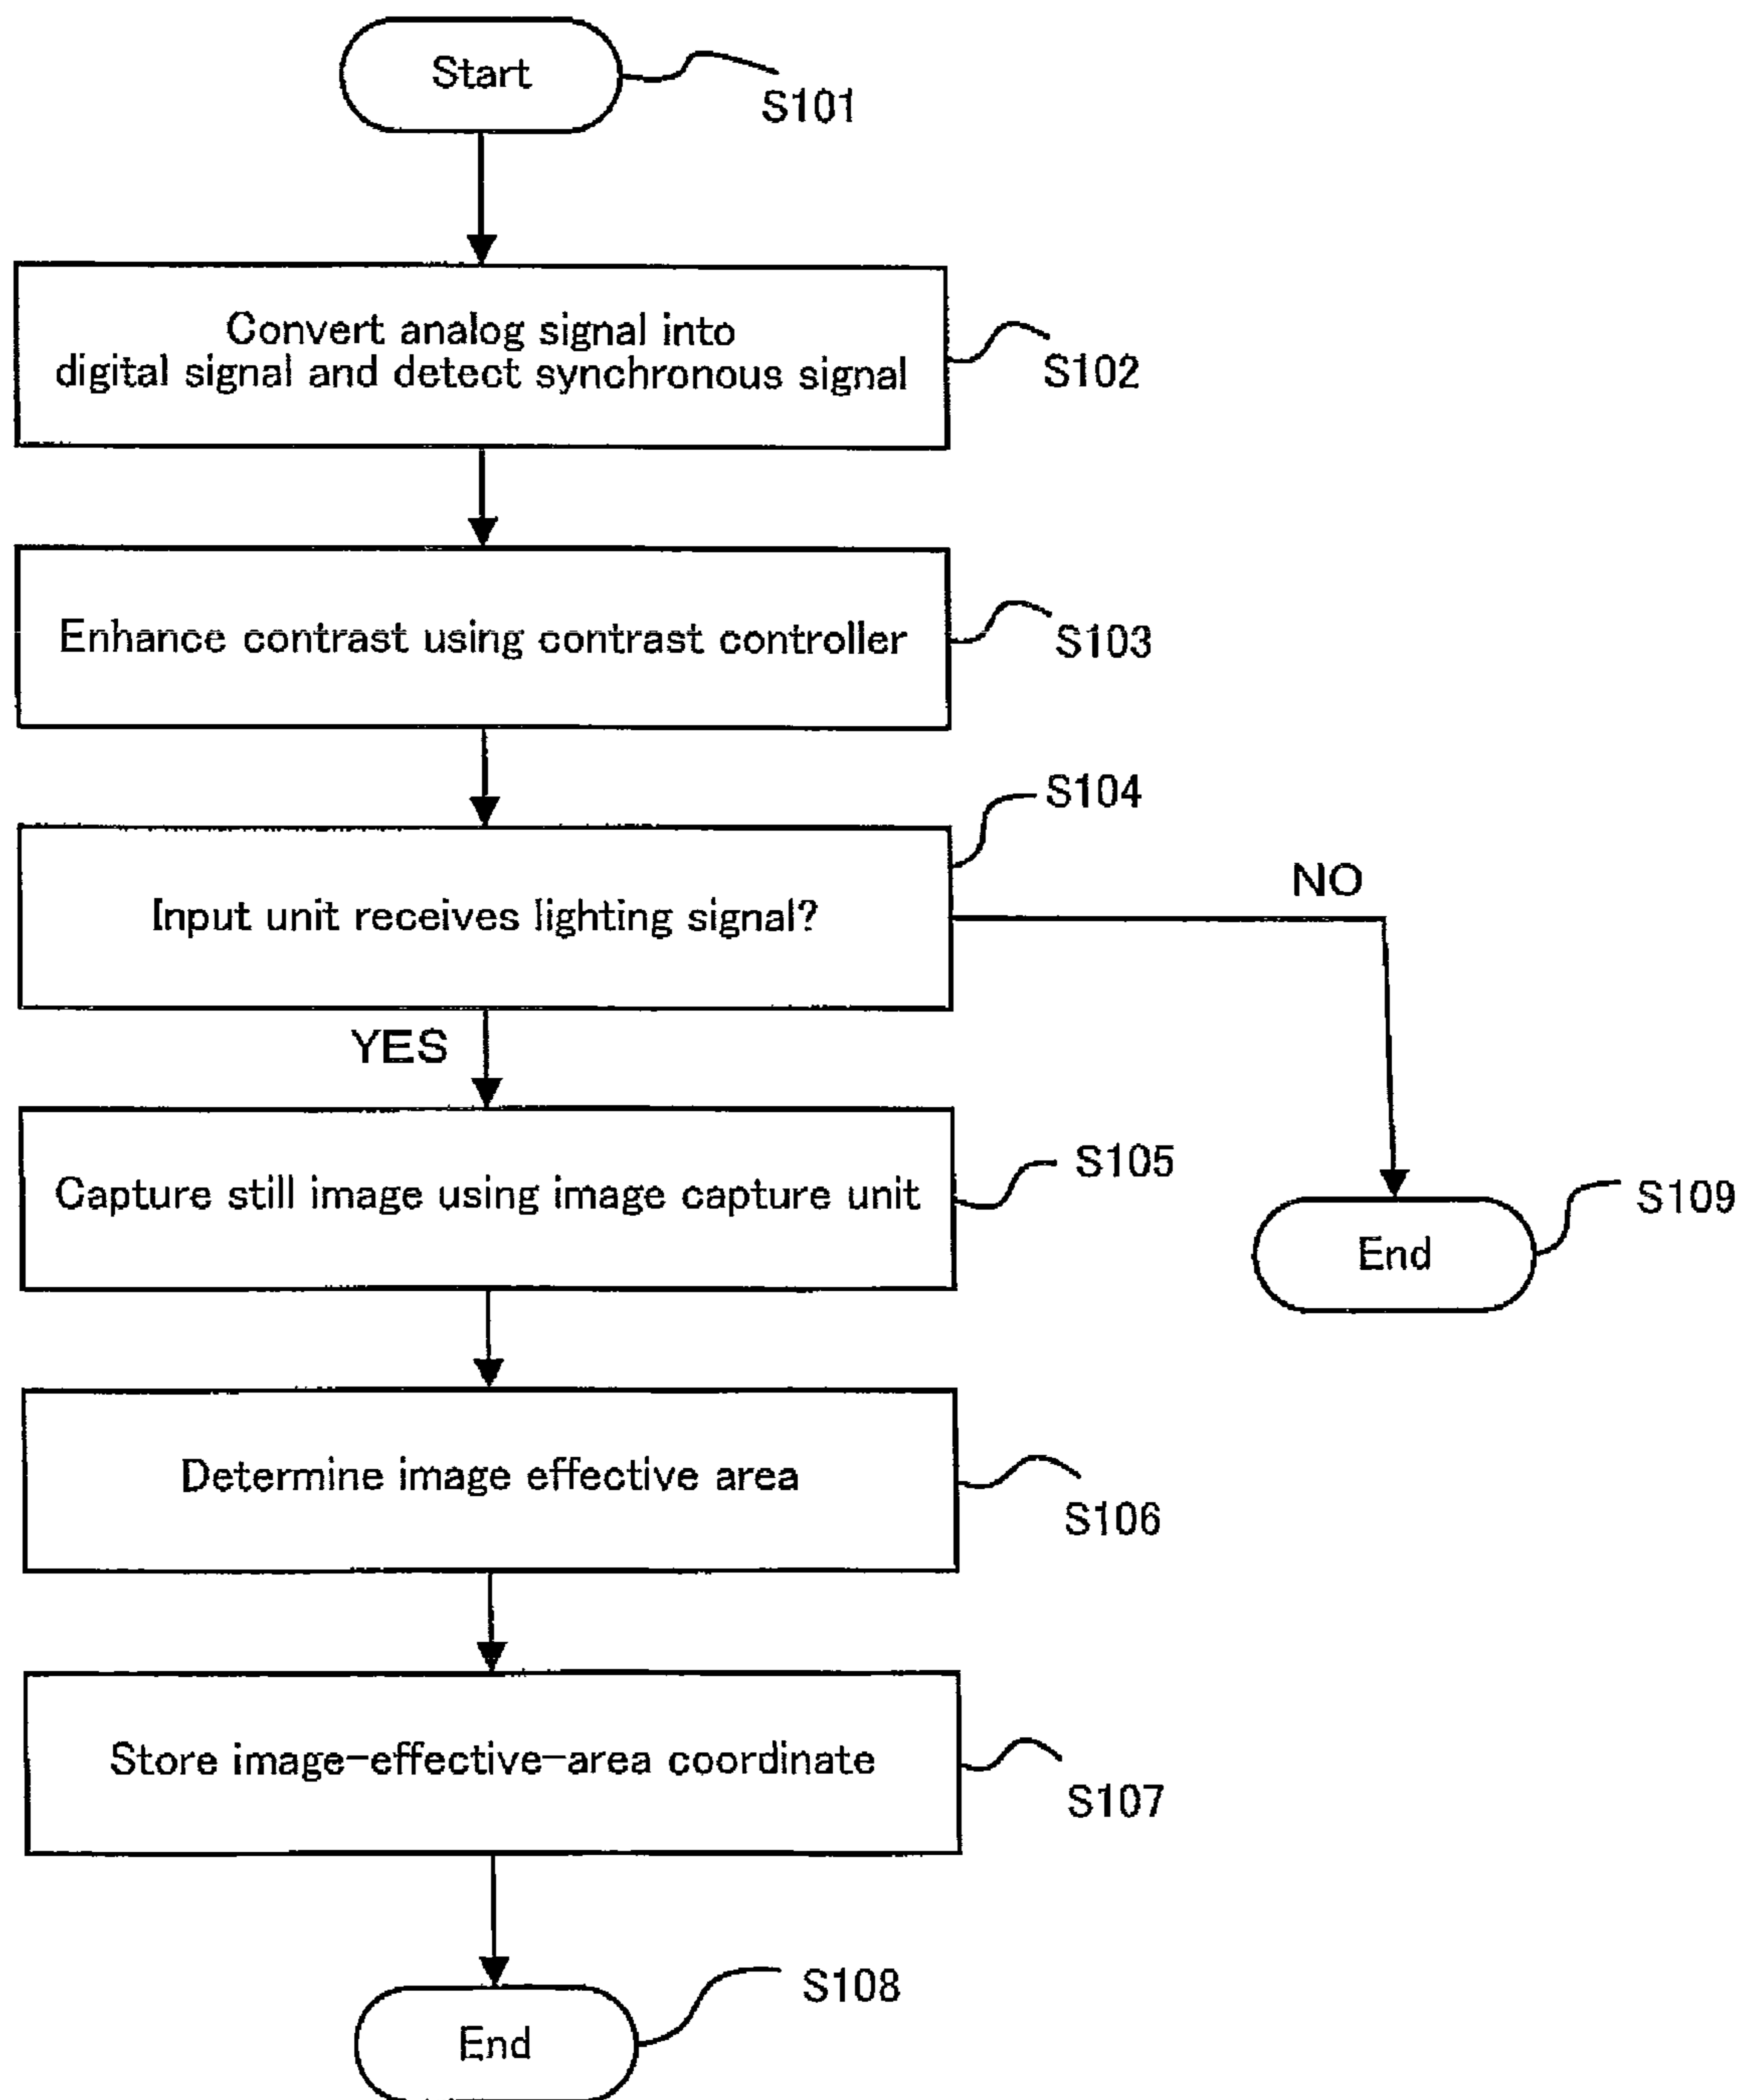 Start
S101
Convert analog signal into
digital signal and detect synchronous signal
S102
Enhance contrast using contrast controller
S103
S104
Input unit receives lighting signal?
NO
YES
Capture still image using image capture unit
S105
S109
End
Determine image effective area
S106
Store image-effective-area coordinate
S107
S108
End